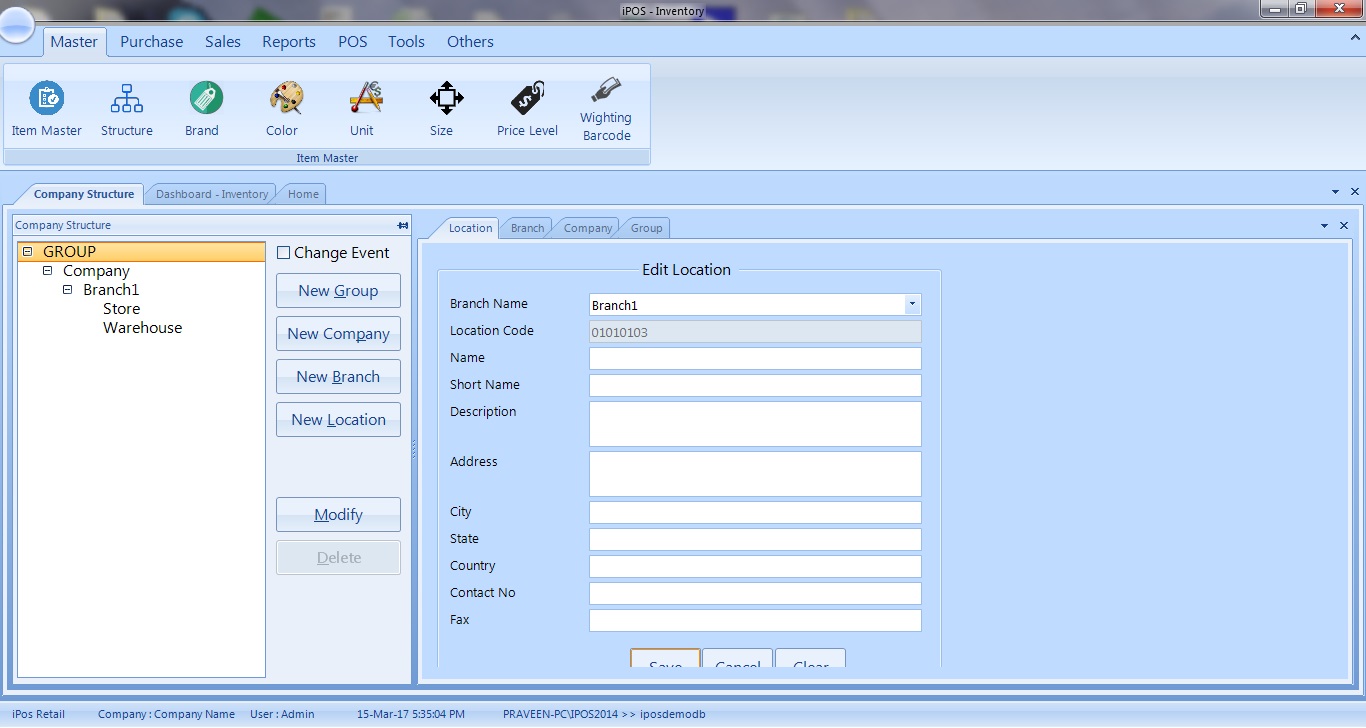 iPOS - Inventory
Master Purchase Sales Reports POS Tools Others
Item Master Structure Brand Color Unit Size Price Level Wighting Barcode
Item Master
Company Structure Dashboard - Inventory Home
Company Structure
Location Branch Company Group
GROUP
Company
Branch1
Store
Warehouse
Change Event
New Group
New Company
New Branch
New Location
Modify
Delete
Edit Location
Branch Name Branch1
Location Code 01010103
Name
Short Name
Description
Address
City
State
Country
Contact No
Fax
Save Cancel Clear
iPos Retail Company : Company Name User : Admin 15-Mar-17 5:35:04 PM PRAVEEN-PC\IPOS2014 >> iposdemodb